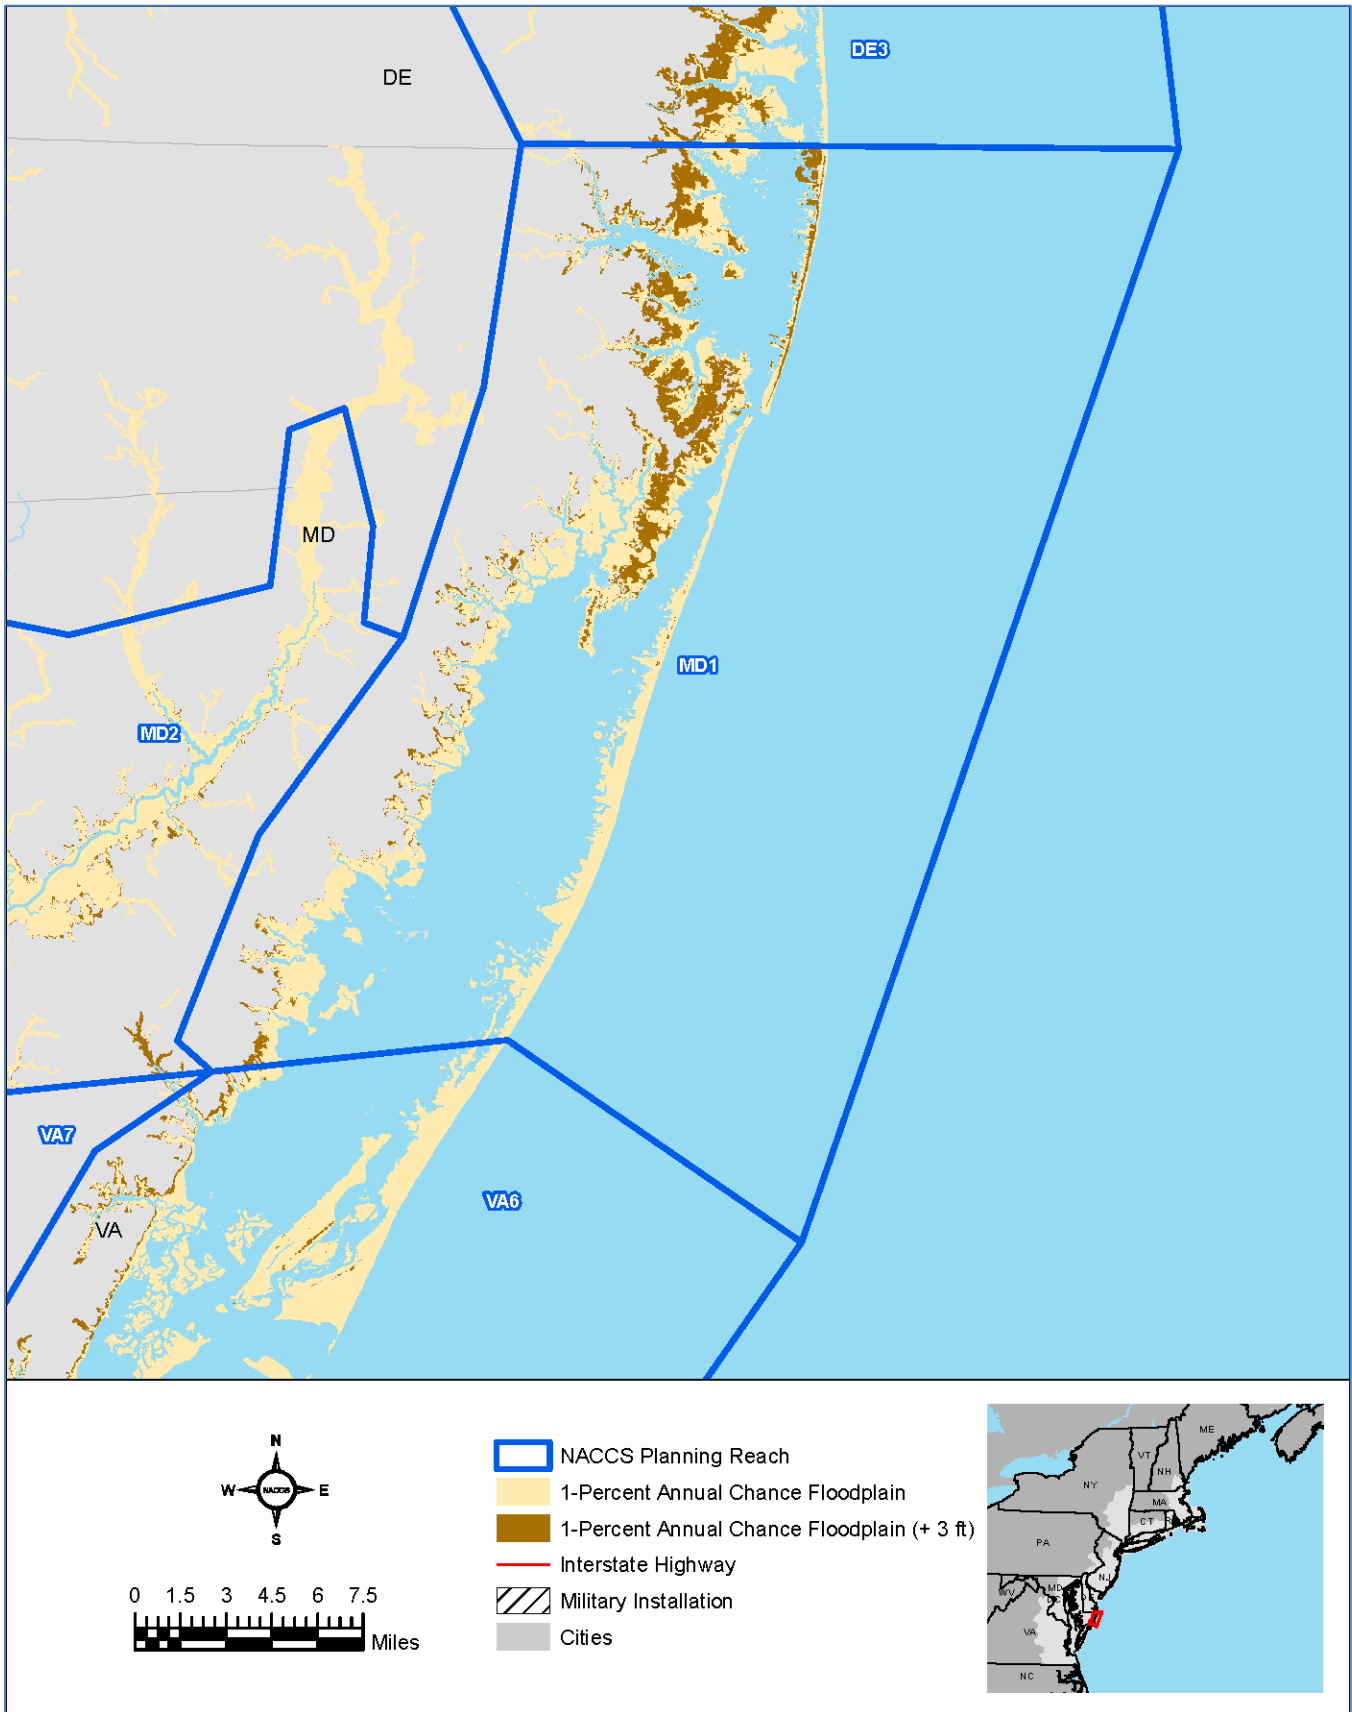 DE3
DE
MD
MD1
MD2
VA7
VA6
VA
N
W
NACCS
E
S
0 1.5 3 4.5 6 7.5
Miles
NACCS Planning Reach
1-Percent Annual Chance Floodplain
1-Percent Annual Chance Floodplain (+ 3 ft)
Interstate Highway
Military Installation
Cities
ME
VT
NH
NY
MA
CT
PA
NJ
WV
MD
VA
NC